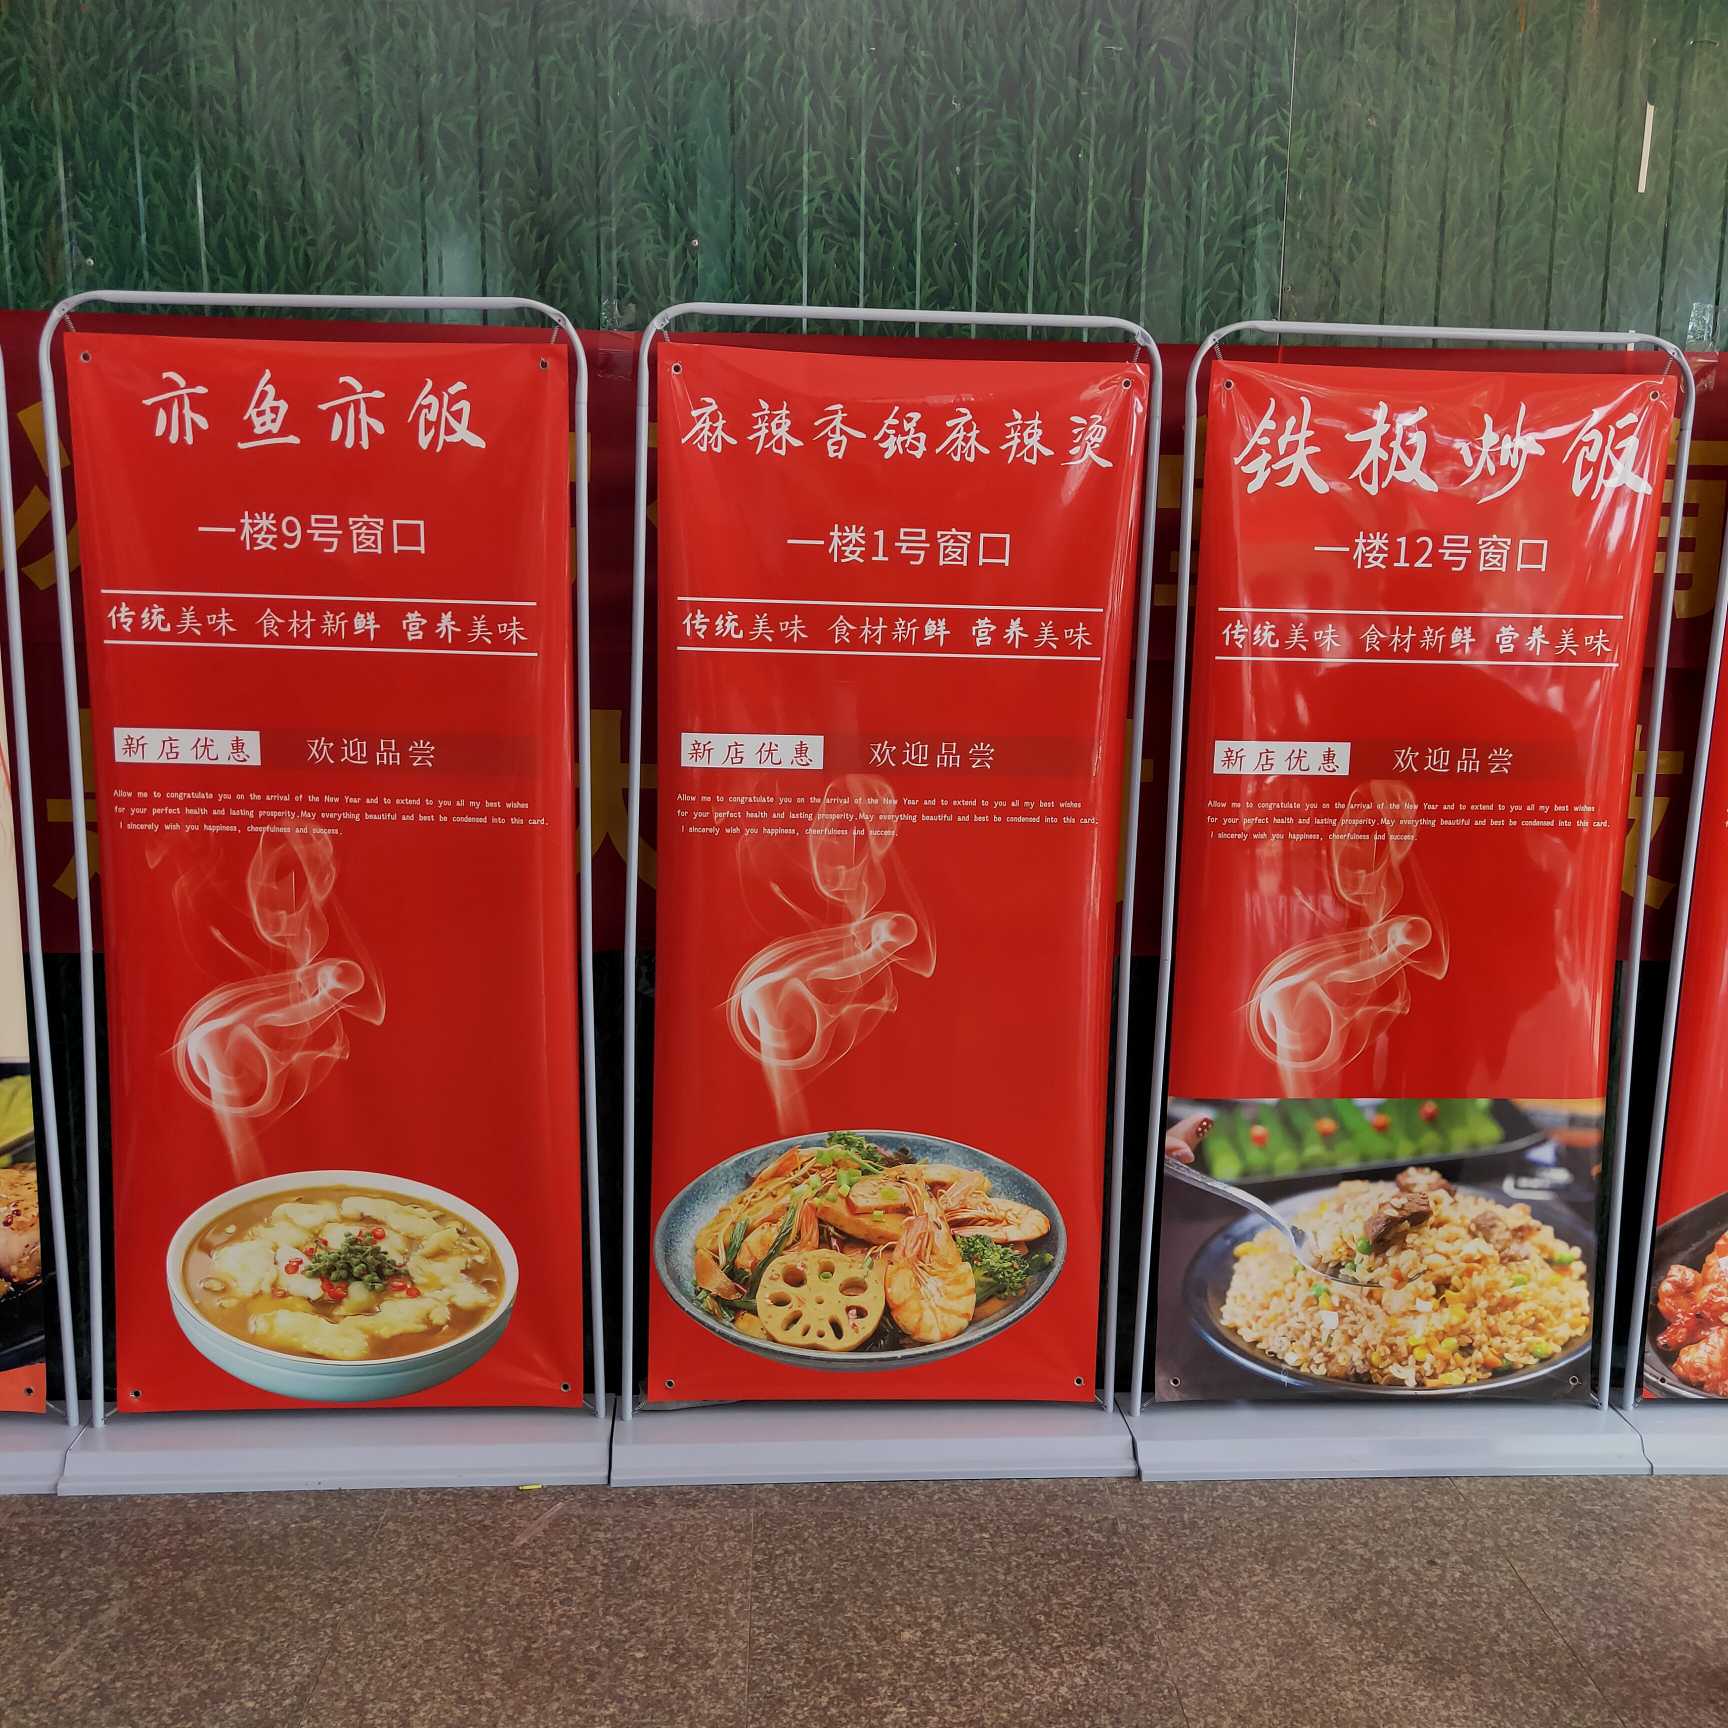 亦鱼亦饭
一楼9号窗口
传统美味 食材新鲜 营养美味
新店优惠 欢迎品尝
Allow me to congratulate you on the arrival of the New Year and to extend to you all my best wishes
for your perfect health and lasting prosperity.May everything beautiful and best be condensed into this card.
I sincerely wish you happiness, cheerfulness and success.
麻辣香锅麻辣烫
一楼1号窗口
传统美味 食材新鲜 营养美味
新店优惠 欢迎品尝
Allow me to congratulate you on the arrival of the New Year and to extend to you all my best wishes
for your perfect health and lasting prosperity.May everything beautiful and best be condensed into this card.
I sincerely wish you happiness, cheerfulness and success.
铁板炒饭
一楼12号窗口
传统美味 食材新鲜 营养美味
新店优惠 欢迎品尝
Allow me to congratulate you on the arrival of the New Year and to extend to you all my best wishes
for your perfect health and lasting prosperity.May everything beautiful and best be condensed into this card.
I sincerely wish you happiness, cheerfulness and success.